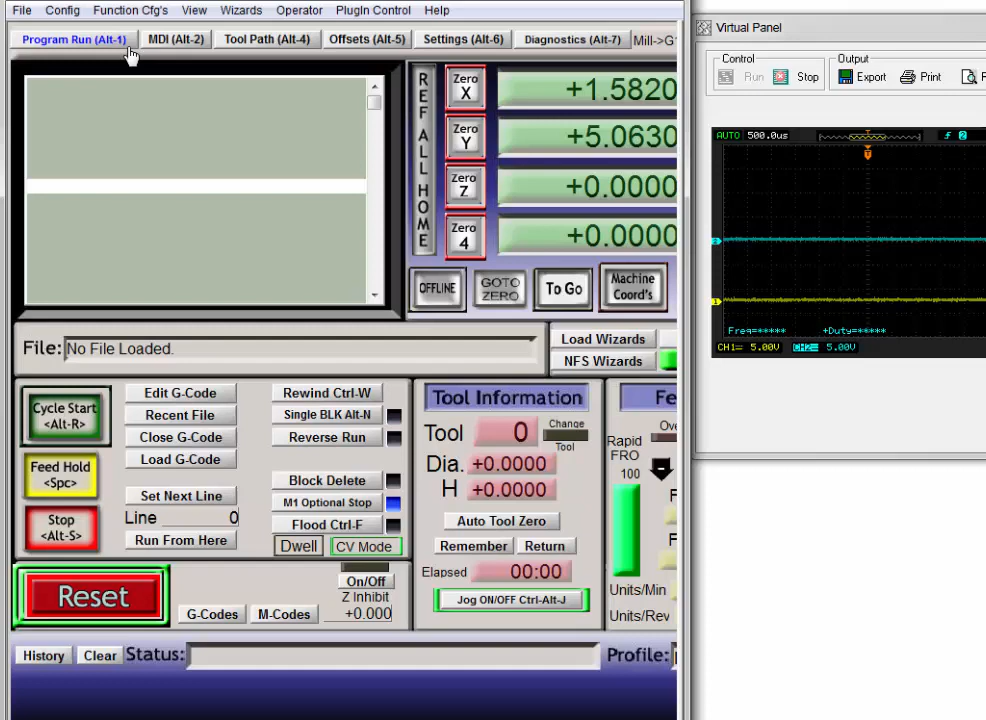 File Config Function Cfg's View Wizards Operator PlugIn Control Help
Program Run (Alt-1) MDI (Alt-2) Tool Path (Alt-4) Offsets (Alt-5) Settings (Alt-6) Diagnostics (Alt-7) Mill->G
REF ALL HOME
Zero X +1.5820
Zero Y +5.0630
Zero Z +0.0000
Zero 4 +0.0000
OFFLINE GOTO ZERO To Go Machine Coord's
File: No File Loaded.
Load Wizards
NFS Wizards
Cycle Start <Alt-R>
Feed Hold <Spc>
Stop <Alt-S>
Edit G-Code
Recent File
Close G-Code
Load G-Code
Set Next Line
Line 0
Run From Here
Rewind Ctrl-W
Single BLK Alt-N
Reverse Run
Block Delete
M1 Optional Stop
Flood Ctrl-F
Dwell CV Mode
Reset
G-Codes M-Codes
On/Off
Z Inhibit
+0.000
Tool Information
Tool 0 Change Tool
Dia. +0.0000
H +0.0000
Auto Tool Zero
Remember Return
Elapsed 00:00
Jog ON/OFF Ctrl-Alt-J
Fe
Ove
Rapid
FRO
100
F
F
Units/Min
Units/Rev
History Clear Status: Profile:
Virtual Panel
Control
Run Stop
Output
Export Print
AUTO 500.0us
T
2
2
1
Freq=***** +Duty=*****
CH1= 5.00V CH2= 5.00V